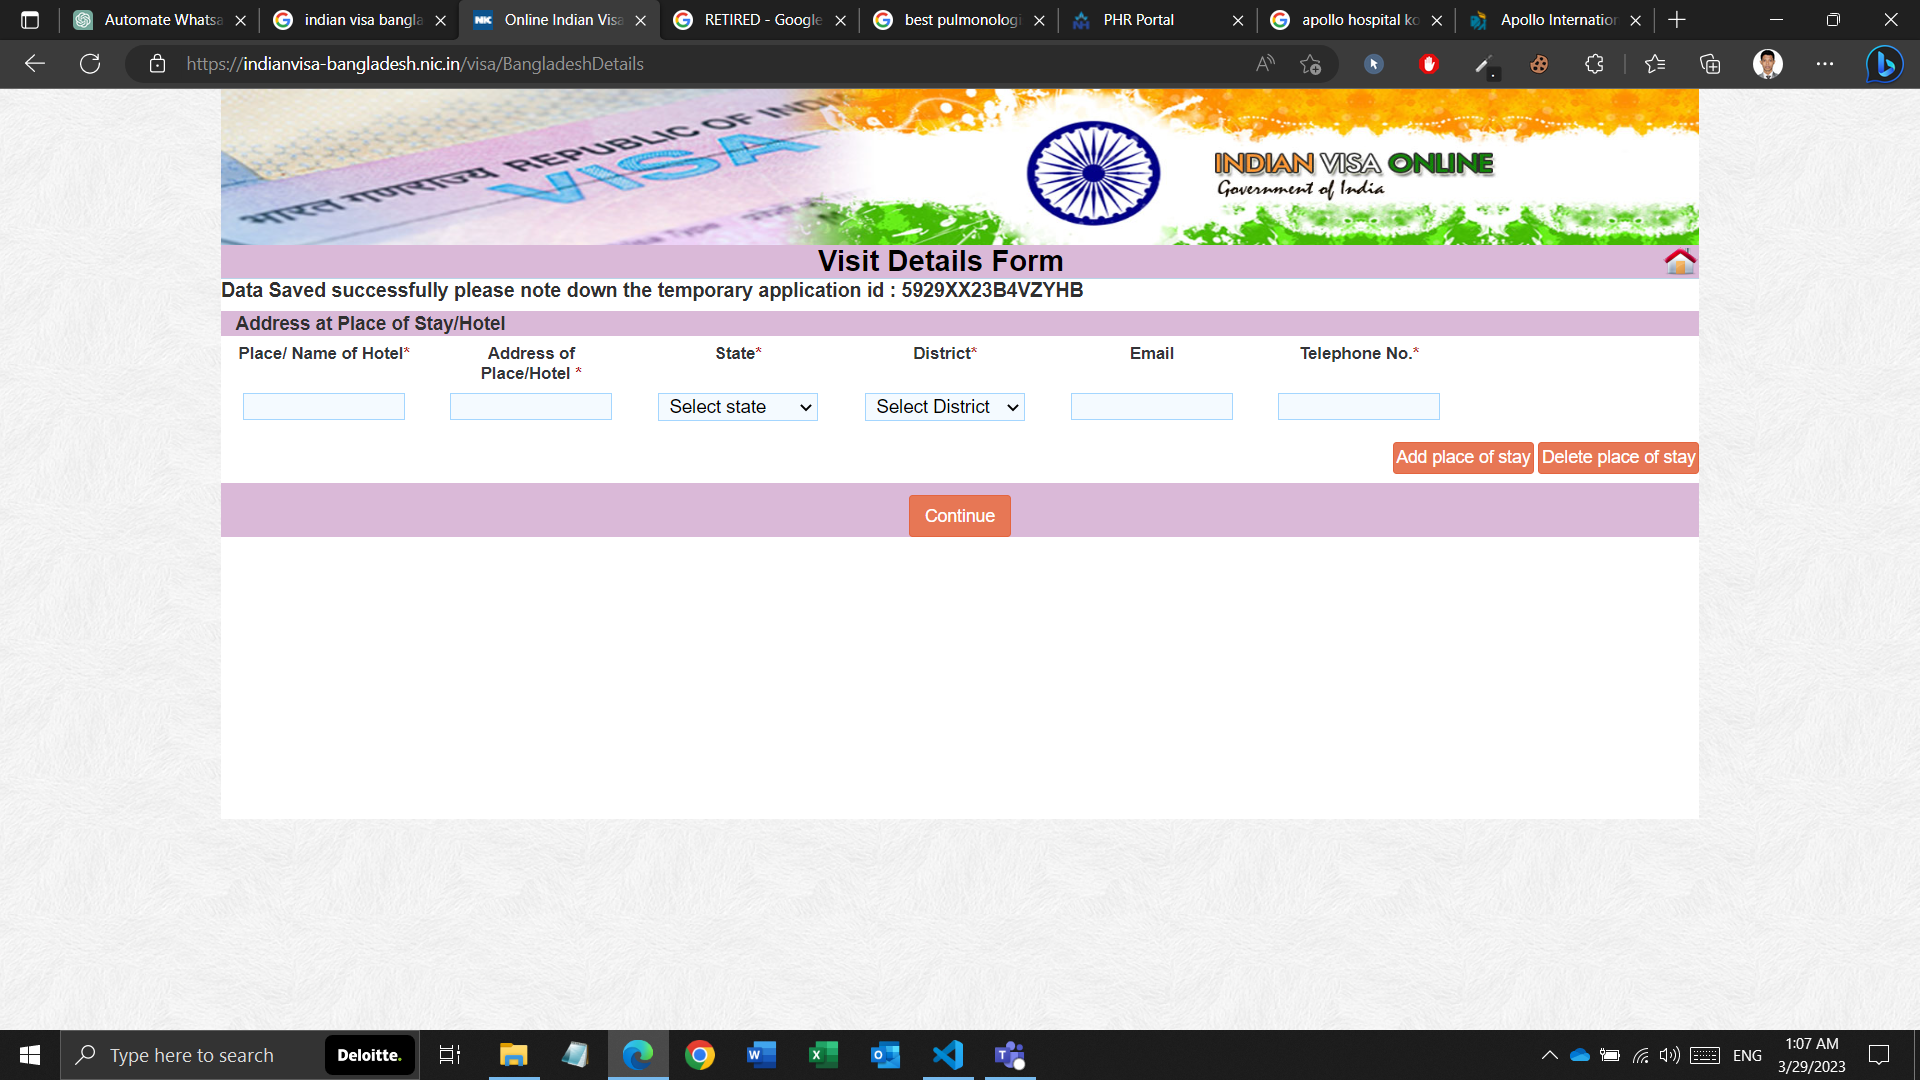 Automate Whatsa
indian visa bangla
Online Indian Visa
RETIRED - Google
best pulmonologi
PHR Portal
apollo hospital ko
Apollo Internation
https://indianvisa-bangladesh.nic.in/visa/BangladeshDetails
भारत गणराज्य REPUBLIC OF IND
VISA
INDIAN VISA ONLINE
Government of India
Visit Details Form
Data Saved successfully please note down the temporary application id : 5929XX23B4VZYHB
Address at Place of Stay/Hotel
Place/ Name of Hotel*
Address of
Place/Hotel *
State*
District*
Email
Telephone No.*
Select state
Select District
Add place of stay
Delete place of stay
Continue
Type here to search
Deloitte.
ENG
1:07 AM
3/29/2023